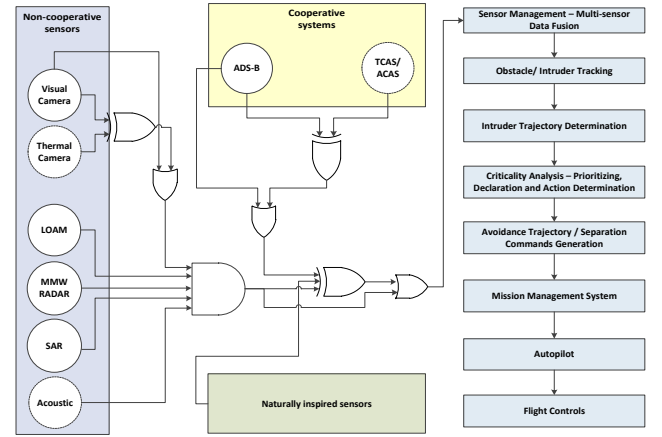 Non-cooperative
sensors
Visual
Camera
Thermal
Camera
LOAM
MMW
RADAR
SAR
Acoustic
Cooperative
systems
ADS-B
TCAS/
ACAS
Naturally inspired sensors
Sensor Management – Multi-sensor
Data Fusion
Obstacle/ Intruder Tracking
Intruder Trajectory Determination
Criticality Analysis – Prioritizing,
Declaration and Action Determination
Avoidance Trajectory / Separation
Commands Generation
Mission Management System
Autopilot
Flight Controls